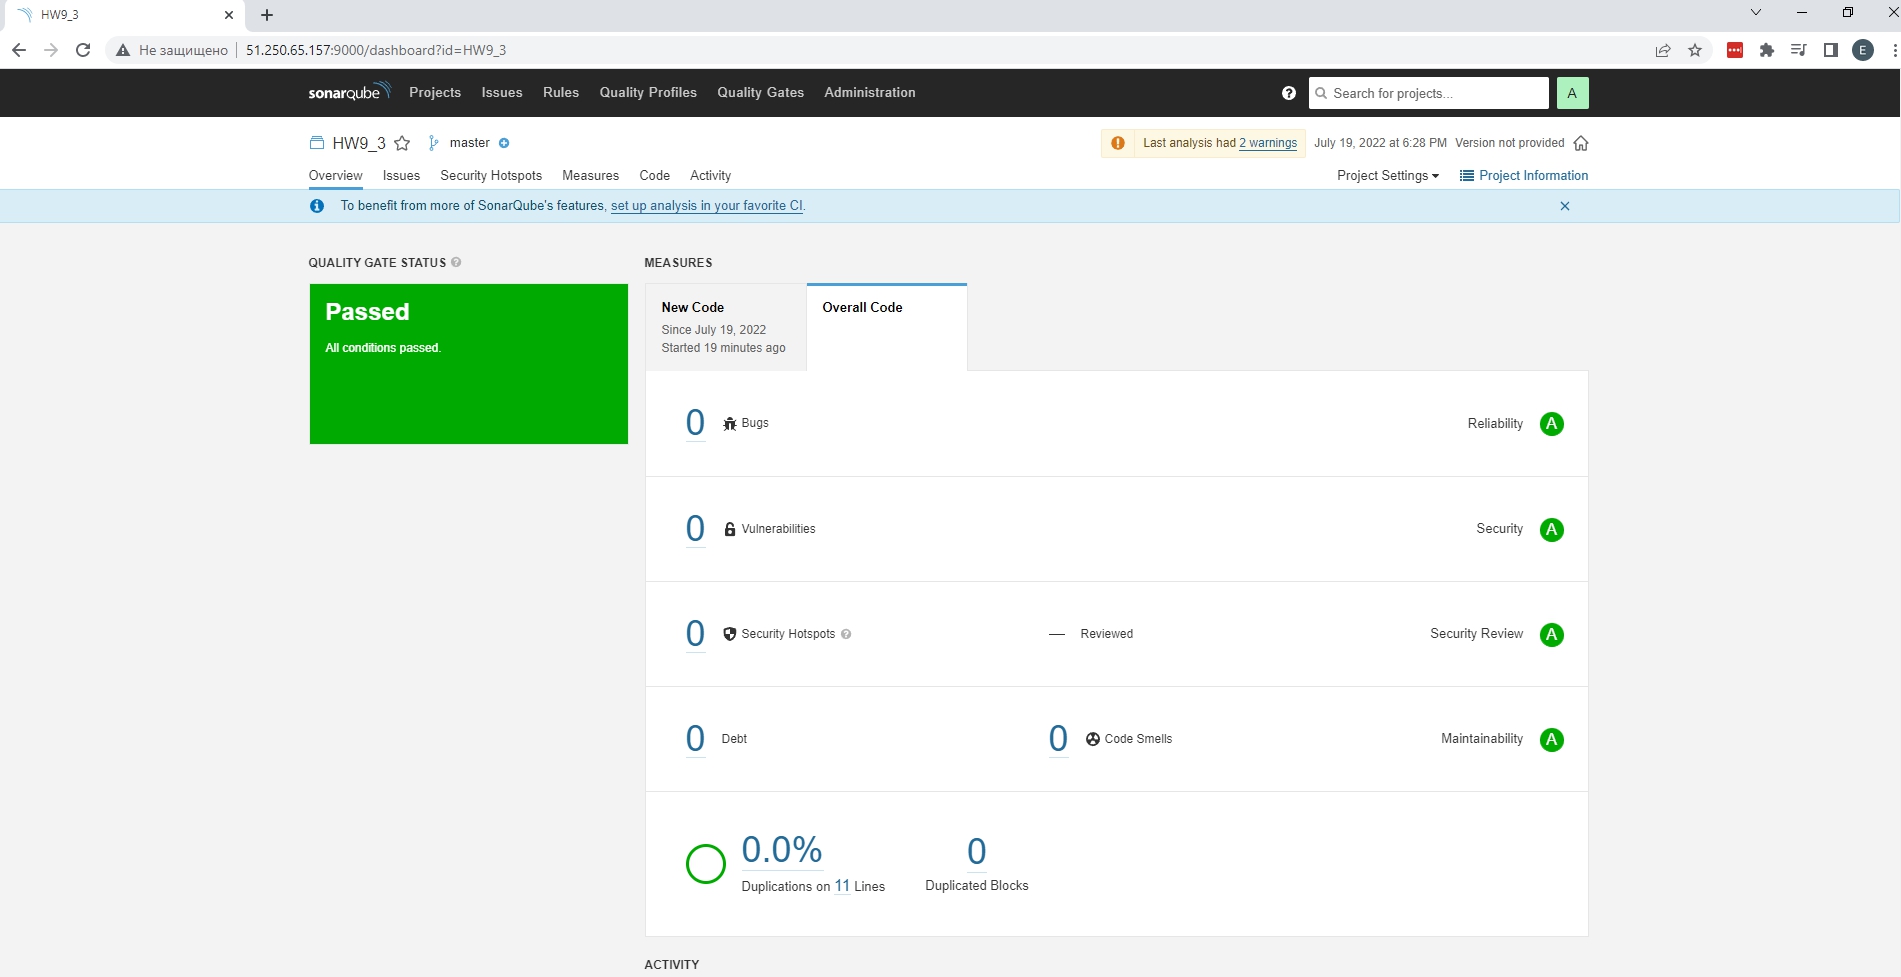 HW9_3
Не защищено 51.250.65.157:9000/dashboard?id=HW9_3
E
sonarqube Projects Issues Rules Quality Profiles Quality Gates Administration
Search for projects...
A
HW9_3 master
Last analysis had 2 warnings July 19, 2022 at 6:28 PM Version not provided
Overview Issues Security Hotspots Measures Code Activity
Project Settings Project Information
To benefit from more of SonarQube's features, set up analysis in your favorite CI.
QUALITY GATE STATUS
Passed
All conditions passed.
MEASURES
New Code
Since July 19, 2022
Started 19 minutes ago
Overall Code
0 Bugs Reliability A
0 Vulnerabilities Security A
0 Security Hotspots — Reviewed Security Review A
0 Debt 0 Code Smells Maintainability A
0.0%
Duplications on 11 Lines
0
Duplicated Blocks
ACTIVITY